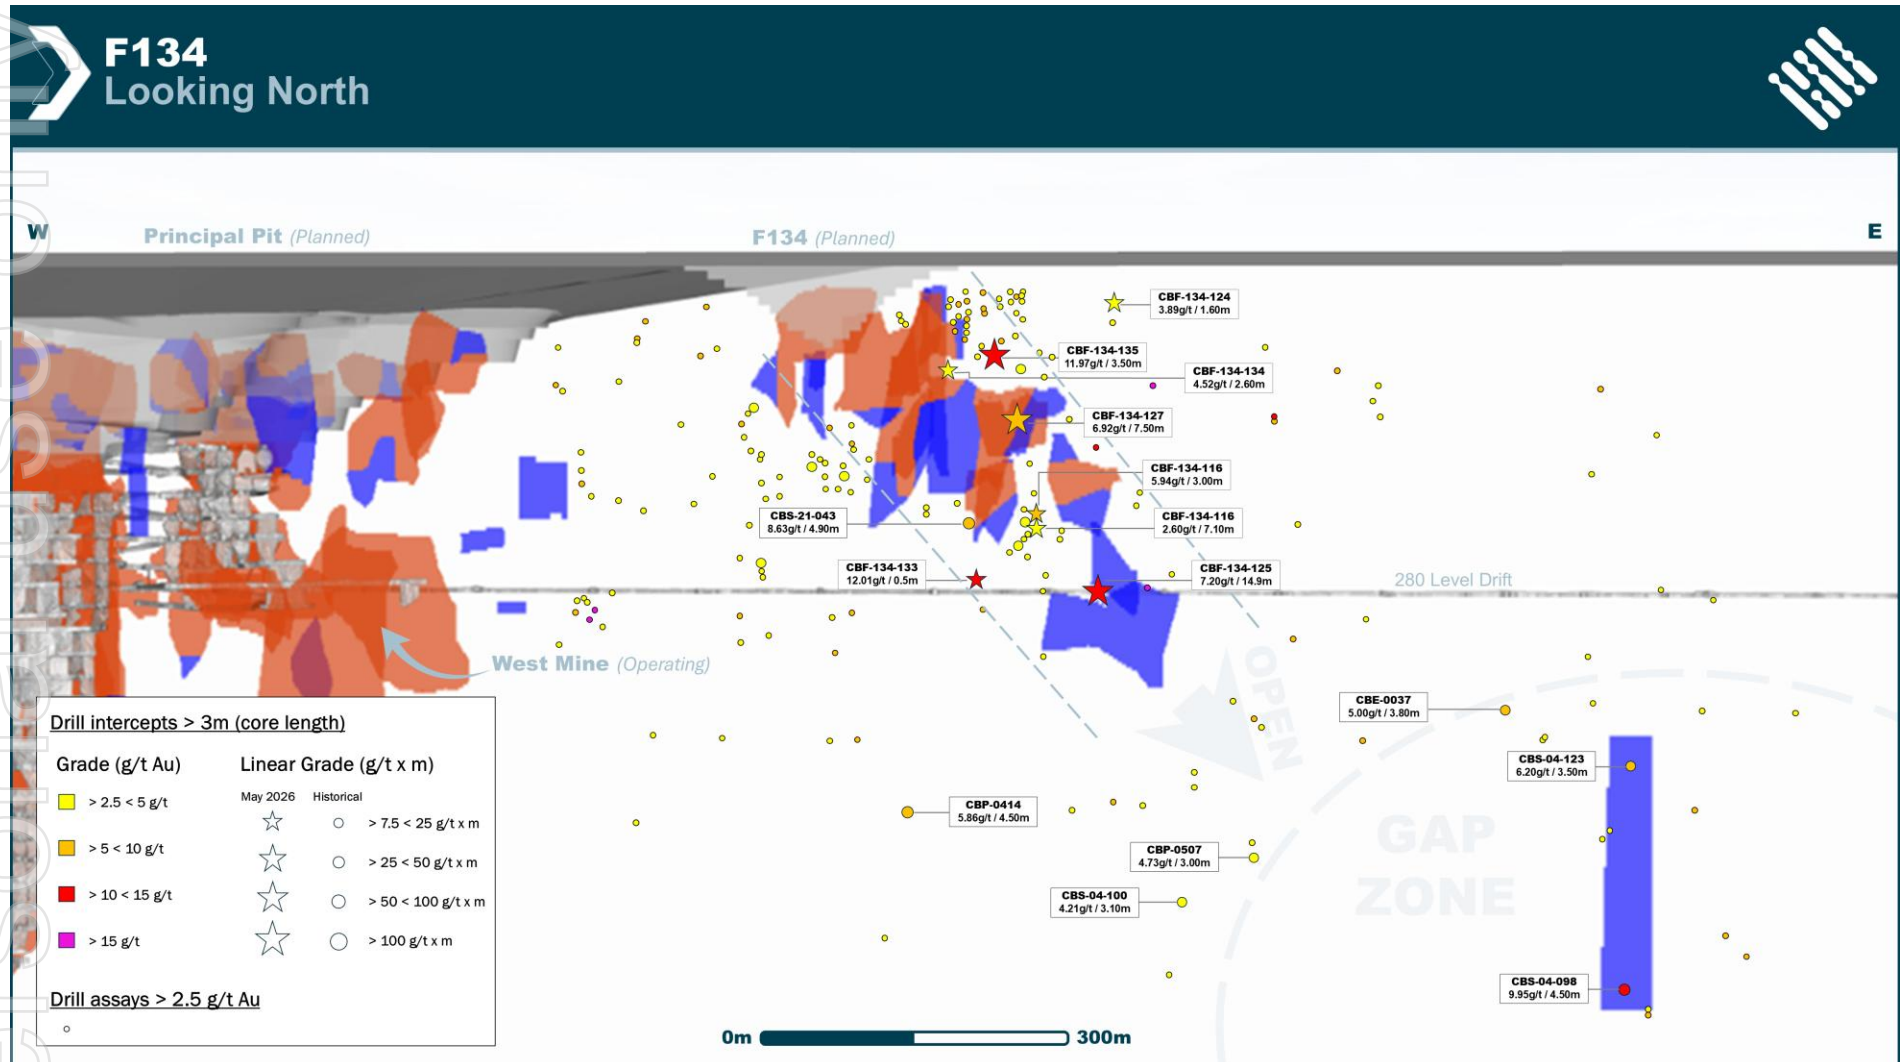 F134
Looking North
W
Principal Pit (Planned)
F134 (Planned)
E
CBF-134-124
3.89g/t / 1.60m
CBF-134-135
11.97g/t / 3.50m
CBF-134-134
4.52g/t / 2.60m
CBF-134-127
6.92g/t / 7.50m
CBF-134-116
5.94g/t / 3.00m
CBS-21-043
8.63g/t / 4.90m
CBF-134-116
2.60g/t / 7.10m
CBF-134-133
12.01g/t / 0.5m
CBF-134-125
7.20g/t / 14.9m
280 Level Drift
West Mine (Operating)
OPEN
CBE-0037
5.00g/t / 3.80m
CBS-04-123
6.20g/t / 3.50m
CBP-0414
5.86g/t / 4.50m
CBP-0507
4.73g/t / 3.00m
CBS-04-100
4.21g/t / 3.10m
GAP
ZONE
CBS-04-098
9.95g/t / 4.50m
Drill intercepts > 3m (core length)
Grade (g/t Au)
Linear Grade (g/t x m)
May 2026
Historical
> 2.5 < 5 g/t
> 7.5 < 25 g/t x m
> 5 < 10 g/t
> 25 < 50 g/t x m
> 10 < 15 g/t
> 50 < 100 g/t x m
> 15 g/t
> 100 g/t x m
Drill assays > 2.5 g/t Au
0m
300m